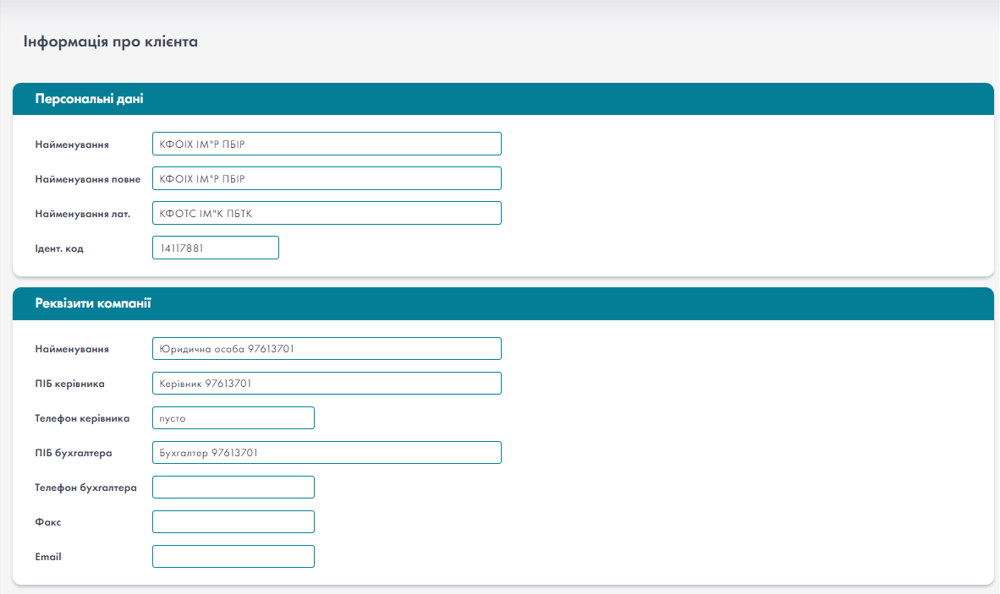 Інформація про клієнта
Персональні дані
Найменування КФОІХ ІМ"Р ПБІР
Найменування повне КФОІХ ІМ"Р ПБІР
Найменування лат. КФОТС ІМ"К ПБТК
Ідент. код 14117881
Реквізити компанії
Найменування Юридична особа 97613701
ПІБ керівника Керівник 97613701
Телефон керівника пусто
ПІБ бухгалтера Бухгалтер 97613701
Телефон бухгалтера
Факс
Email